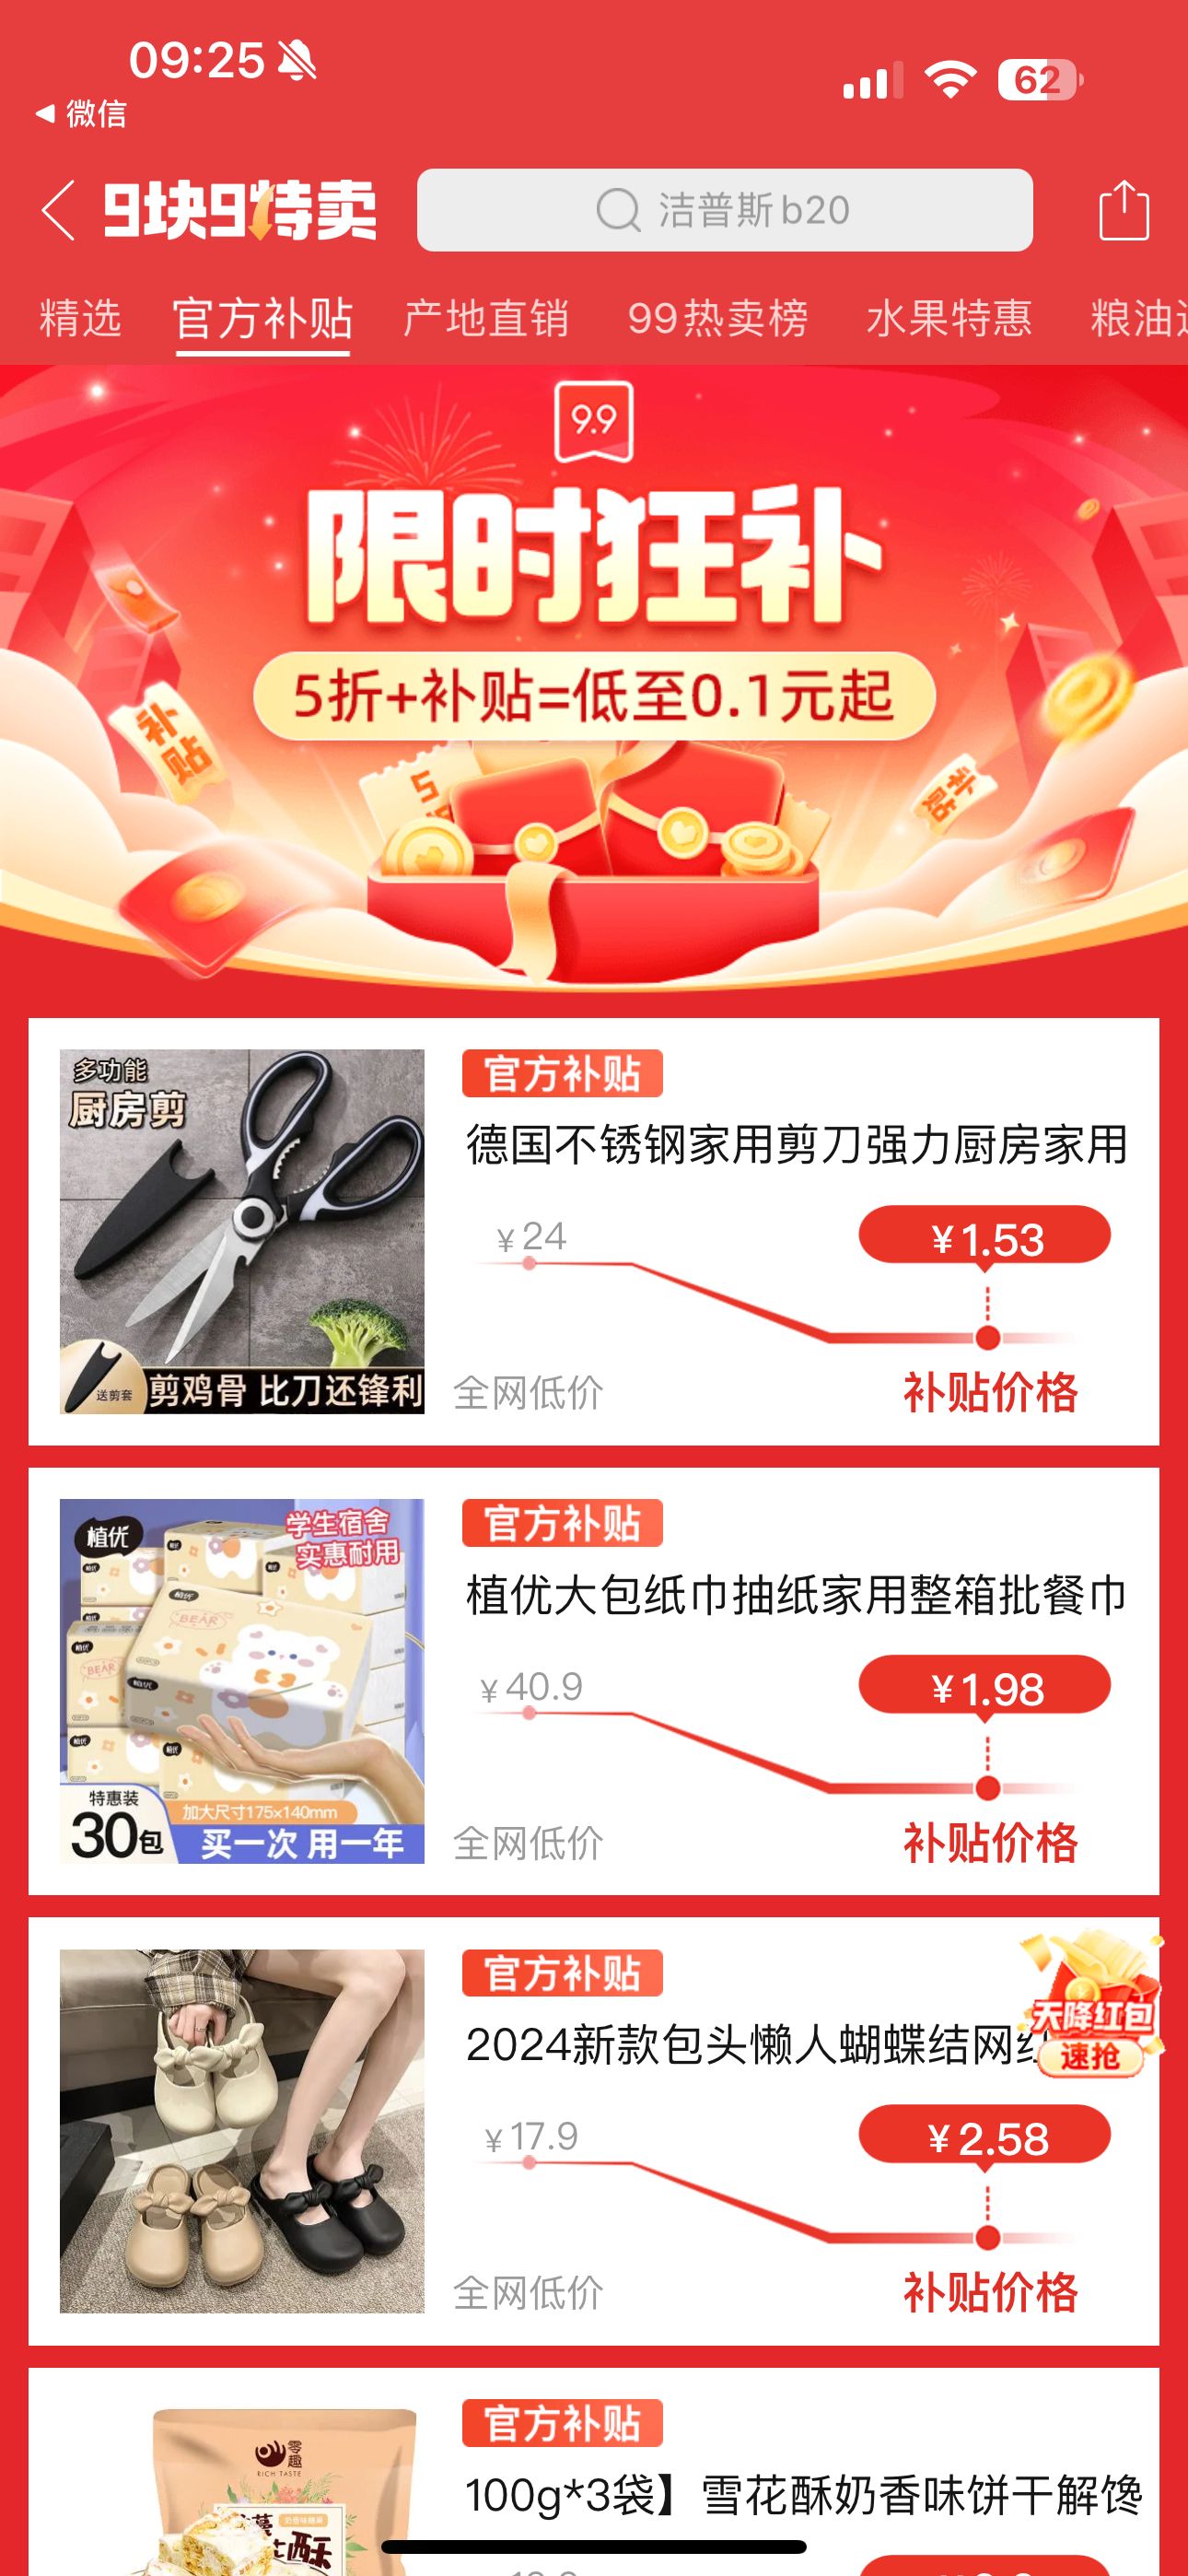 09:25
62
微信
9块9特卖
洁普斯b20
精选 官方补贴 产地直销 99热卖榜 水果特惠 粮油
9.9
限时狂补
5折+补贴=低至0.1元起
补贴
补贴
多功能
厨房剪
送剪套
剪鸡骨 比刀还锋利
官方补贴
德国不锈钢家用剪刀强力厨房家用
¥24
¥1.53
全网低价
补贴价格
植优
学生宿舍
实惠耐用
BEAR
特惠装
30包
加大尺寸175×140mm
买一次 用一年
官方补贴
植优大包纸巾抽纸家用整箱批餐巾
¥40.9
¥1.98
全网低价
补贴价格
官方补贴
2024新款包头懒人蝴蝶结网
天降红包
速抢
¥17.9
¥2.58
全网低价
补贴价格
零趣
RICH TASTE
酥
官方补贴
100g*3袋】雪花酥奶香味饼干解馋